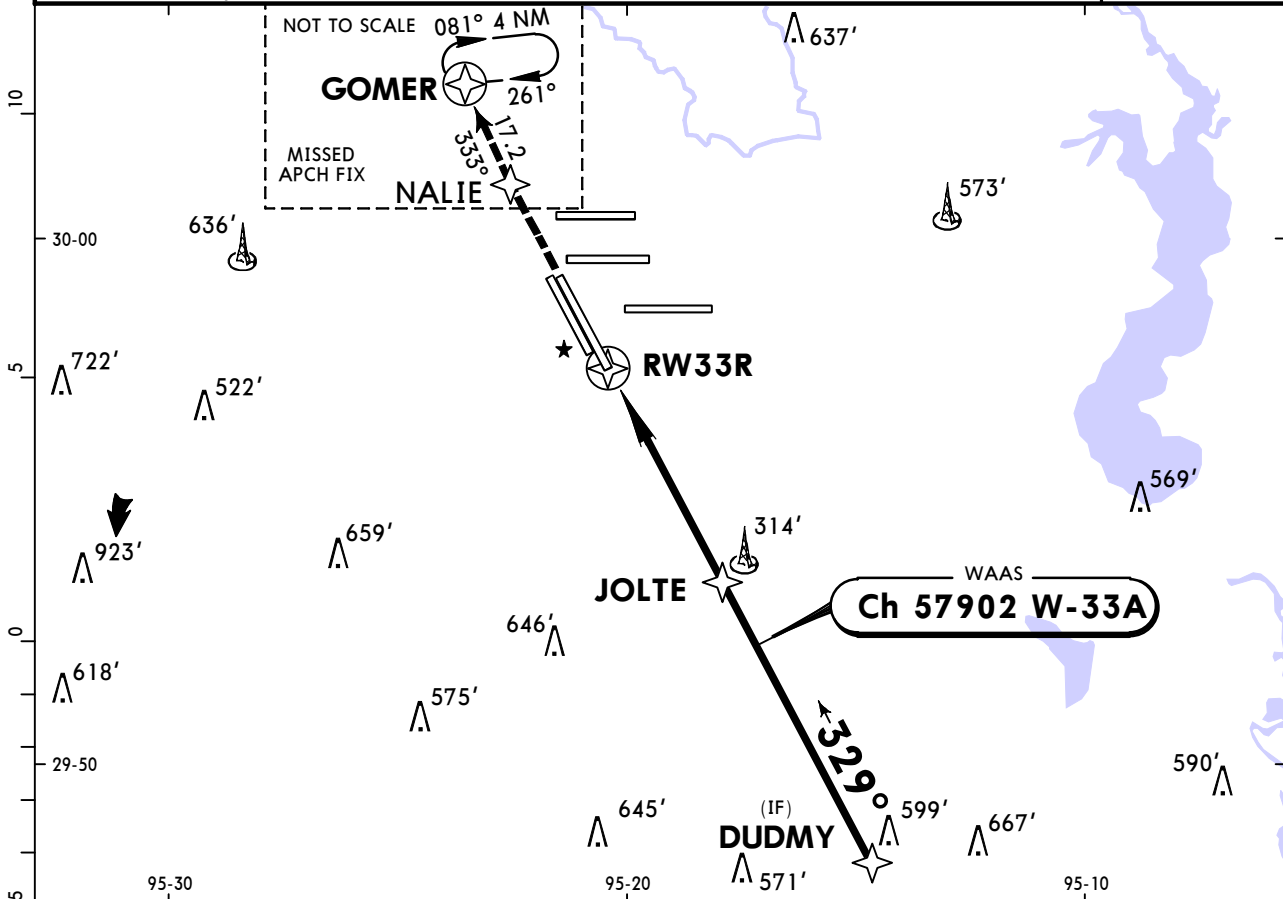 NOT TO SCALE
081° 4 NM
637'
GOMER
261°
10
17.2
333°
MISSED
APCH FIX
NALIE
573'
636'
30-00
RW33R
722'
5
522'
569'
659'
314'
923'
WAAS
JOLTE
Ch 57902 W-33A
0
646'
618'
575'
329°
29-50
590'
645'
(IF)
599'
667'
DUDMY
571'
95-30
95-20
95-10
5